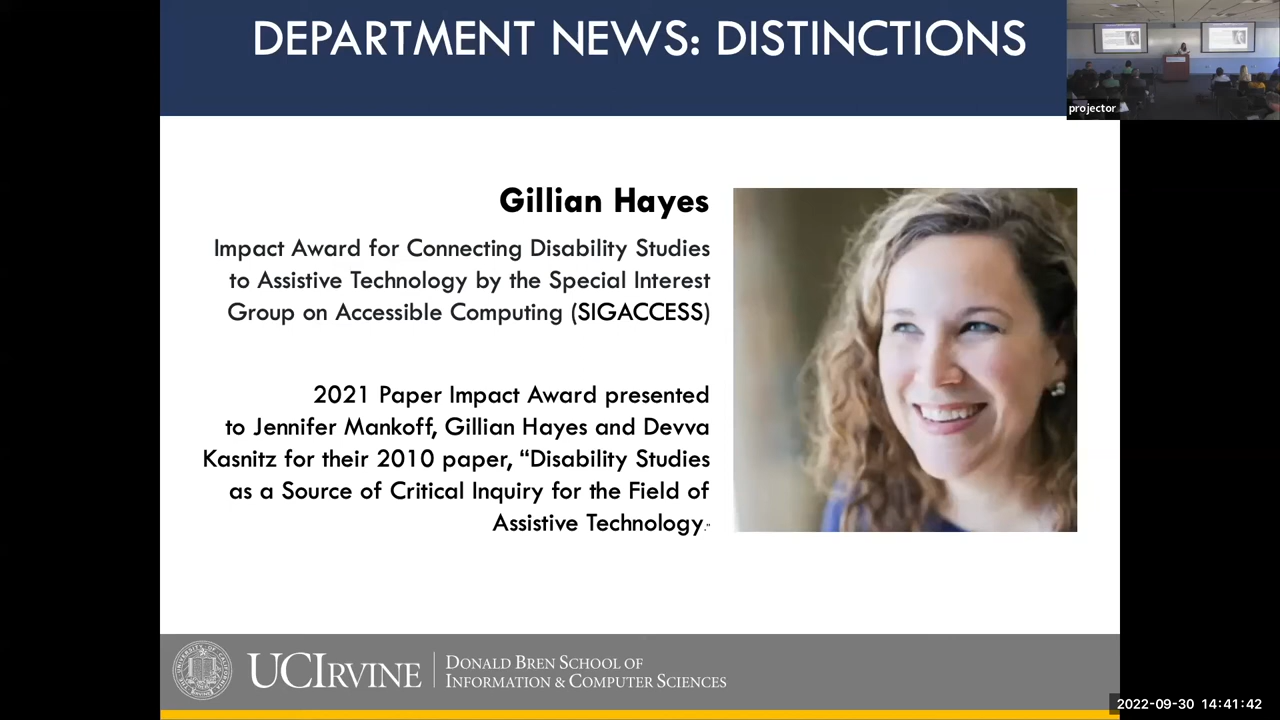 DEPARTMENT NEWS: DISTINCTIONS
projector
Gillian Hayes
Impact Award for Connecting Disability Studies
to Assistive Technology by the Special Interest
Group on Accessible Computing (SIGACCESS)
2021 Paper Impact Award presented
to Jennifer Mankoff, Gillian Hayes and Devva
Kasnitz for their 2010 paper, “Disability Studies
as a Source of Critical Inquiry for the Field of
Assistive Technology.”
UCIRVINE
DONALD BREN SCHOOL OF
INFORMATION & COMPUTER SCIENCES
2022-09-30 14:41:42